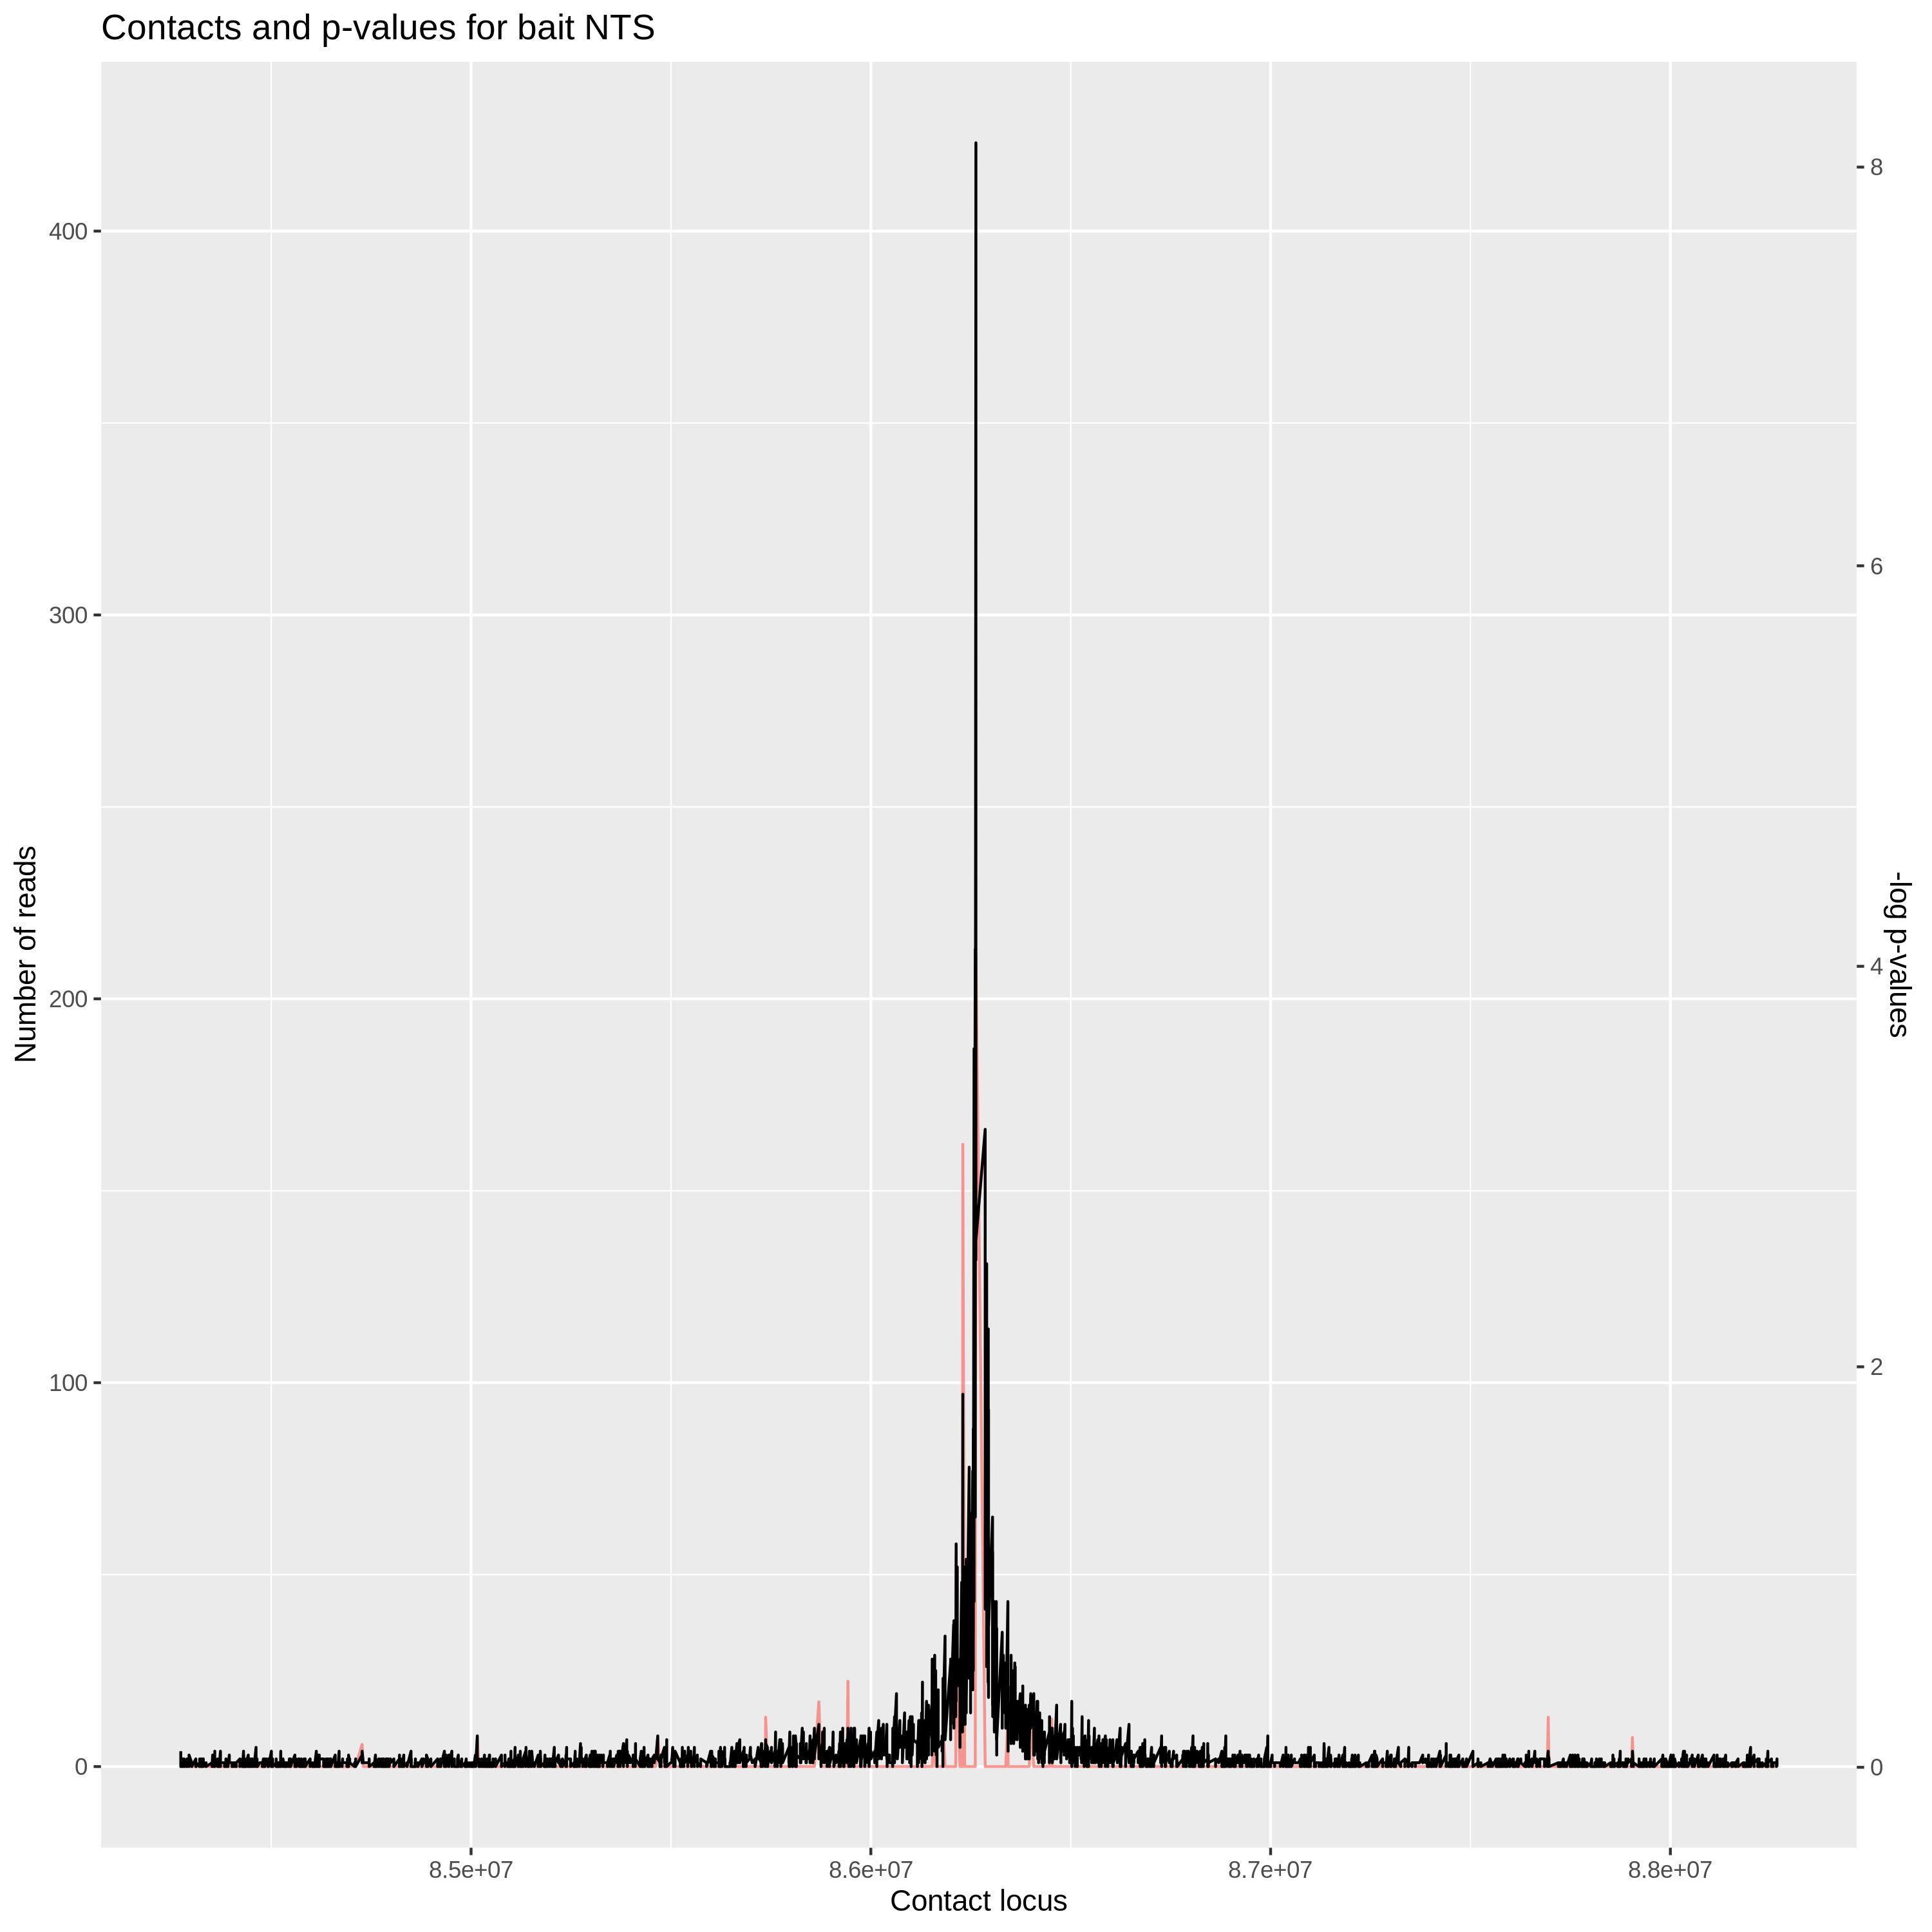 Contacts and p-values for bait NTS
Number of reads
400
300
200
100
0
8
6
4
2
0
-log p-values
8.5e+07
8.6e+07
8.7e+07
8.8e+07
Contact locus